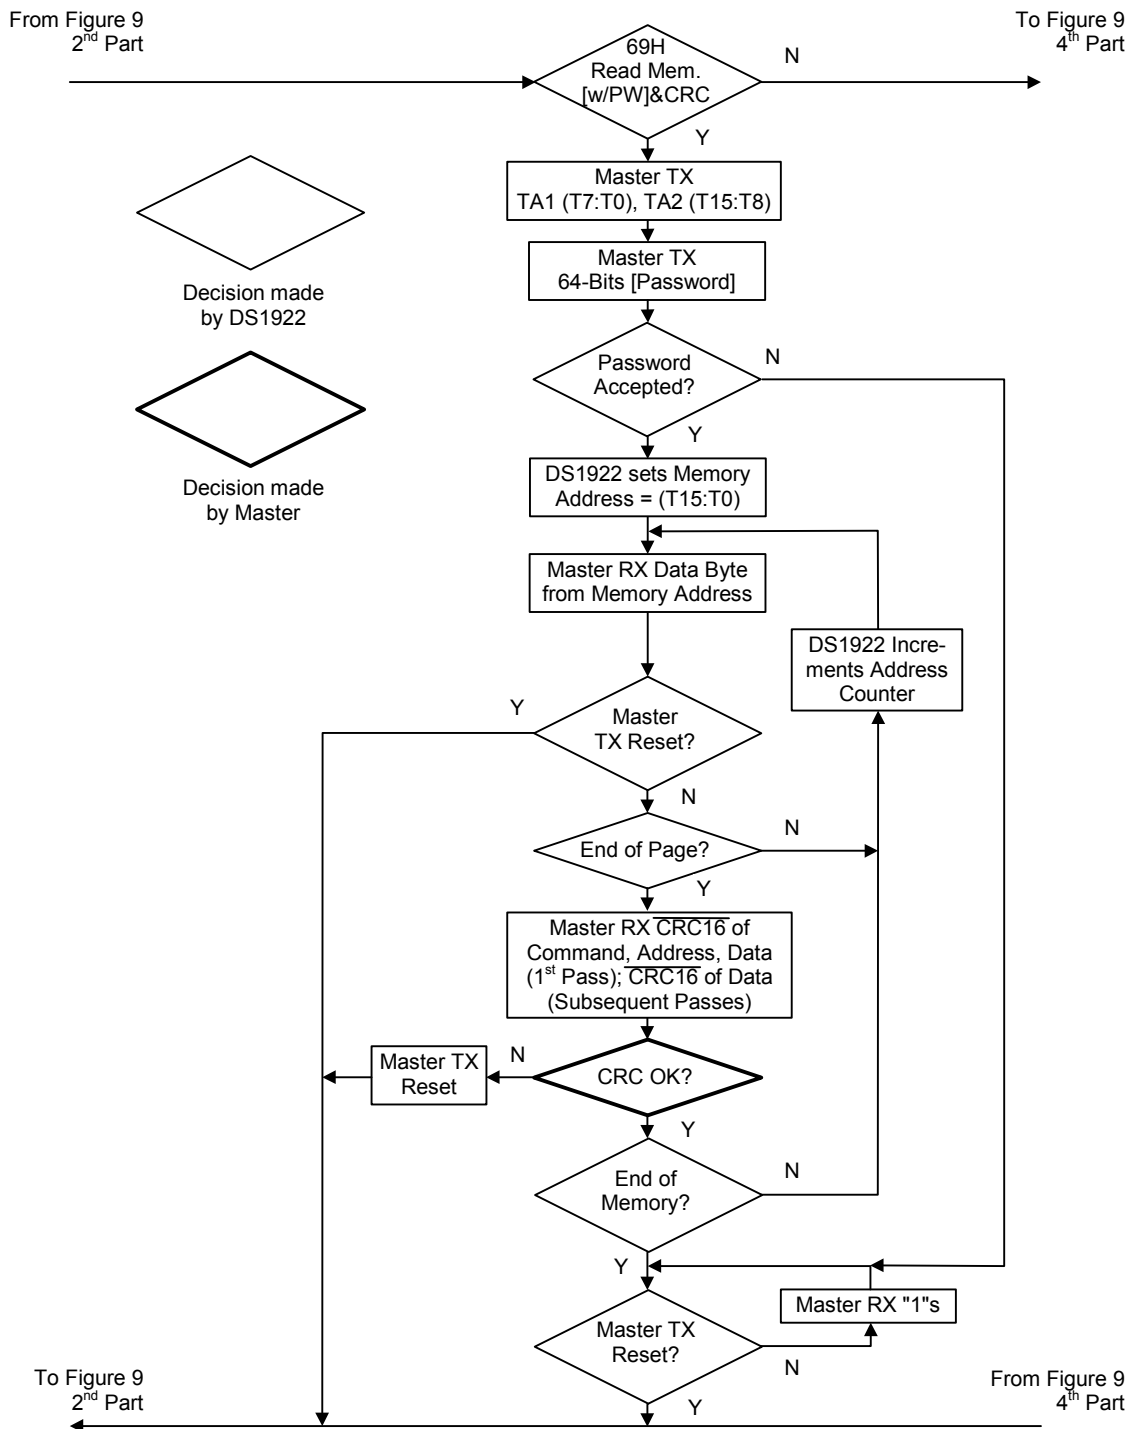 From Figure 9
2nd Part
To Figure 9
4th Part
69H
Read Mem.
[w/PW]&CRC
N
Y
Master TX
TA1 (T7:T0), TA2 (T15:T8)
Decision made
by DS1922
Master TX
64-Bits [Password]
Password
Accepted?
N
Y
Decision made
by Master
DS1922 sets Memory
Address = (T15:T0)
Master RX Data Byte
from Memory Address
DS1922 Incre-
ments Address
Counter
Y
Master
TX Reset?
N
End of Page?
N
Y
Master RX CRC16 of
Command, Address, Data
(1st Pass); CRC16 of Data
(Subsequent Passes)
Master TX
Reset
N
CRC OK?
Y
End of
Memory?
N
Y
Master RX "1"s
Master TX
Reset?
N
Y
To Figure 9
2nd Part
From Figure 9
4th Part